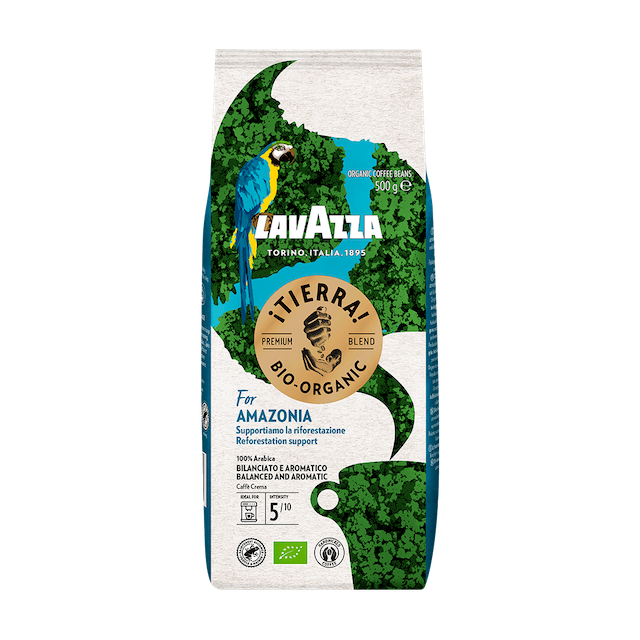 ORGANIC COFFEE BEANS
500 g ℮
LAVAZZA
TORINO, ITALIA, 1895
¡TIERRA!
PREMIUM BLEND
BIO-ORGANIC
For
AMAZONIA
Supportiamo la riforestazione
Reforestation support
100% Arabica
BILANCIATO E AROMATICO
BALANCED AND AROMATIC
Caffè Crema
IDEAL FOR
INTENSITY
5/10